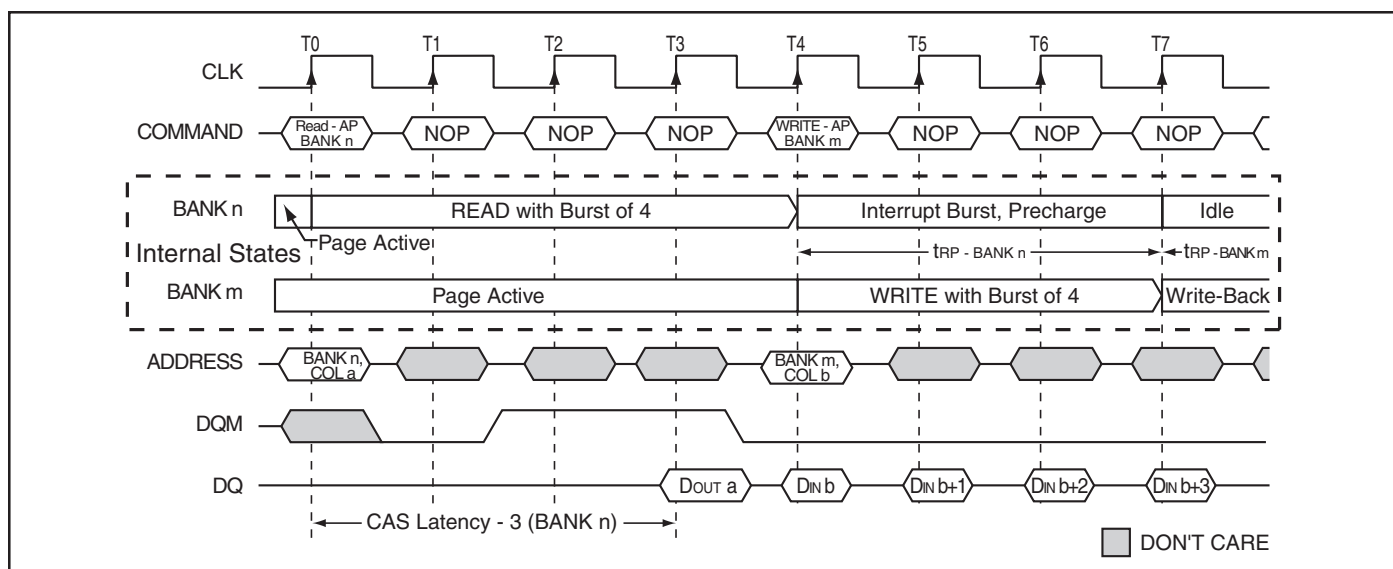 T0 T1 T2 T3 T4 T5 T6 T7
CLK
COMMAND Read - AP BANK n NOP NOP NOP WRITE - AP BANK m NOP NOP NOP
BANK n READ with Burst of 4 Interrupt Burst, Precharge Idle
Page Active
Internal States
tRP - BANK n tRP - BANK m
BANK m Page Active WRITE with Burst of 4 Write-Back
ADDRESS BANK n, COL a BANK m, COL b
DQM
DQ DOUT a DIN b DIN b+1 DIN b+2 DIN b+3
CAS Latency - 3 (BANK n)
DON'T CARE